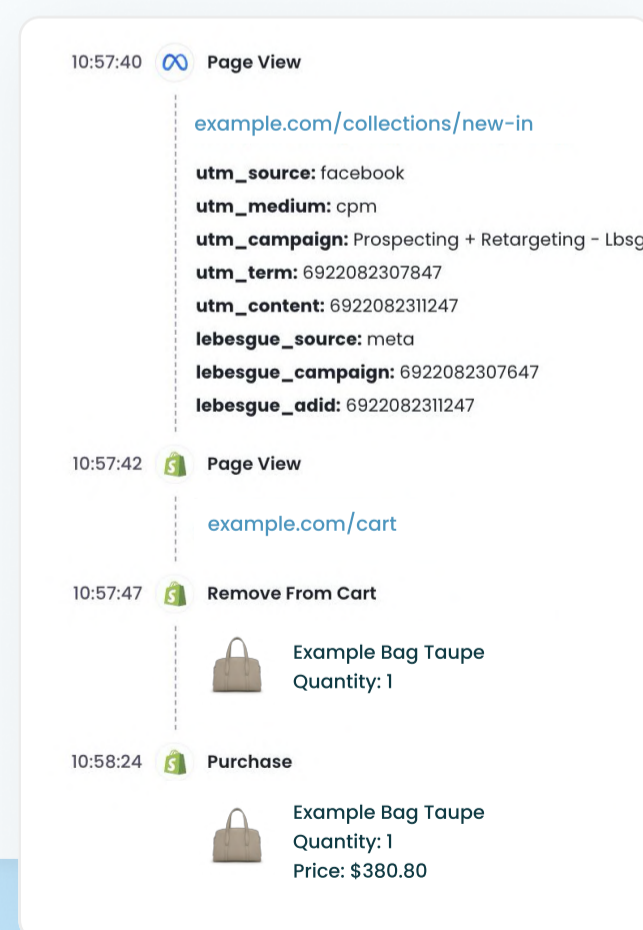 10:57:40 Page View
example.com/collections/new-in
utm_source: facebook
utm_medium: cpm
utm_campaign: Prospecting + Retargeting - Lbsg
utm_term: 6922082307847
utm_content: 6922082311247
lebesgue_source: meta
lebesgue_campaign: 6922082307647
lebesgue_adid: 6922082311247
10:57:42 Page View
example.com/cart
10:57:47 Remove From Cart
Example Bag Taupe
Quantity: 1
10:58:24 Purchase
Example Bag Taupe
Quantity: 1
Price: $380.80